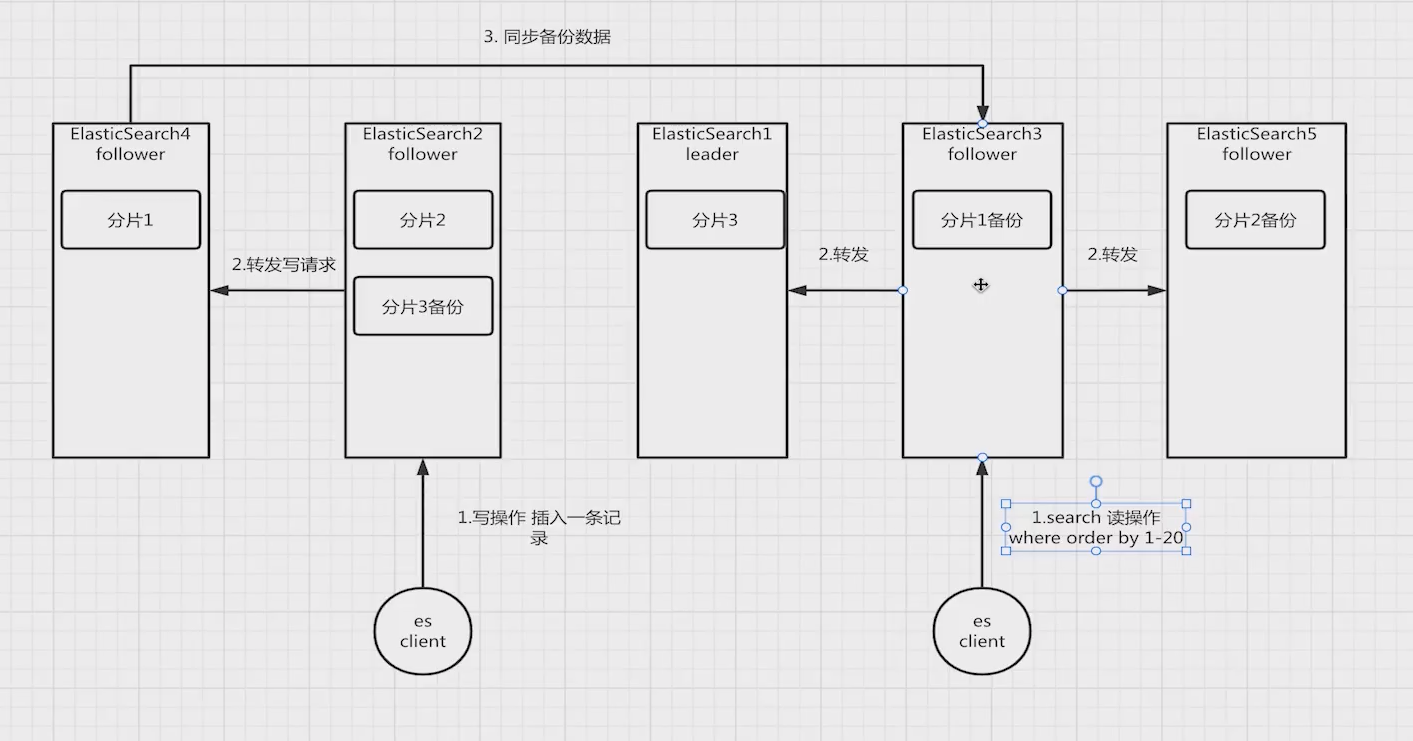 3. 同步备份数据
ElasticSearch4
follower
分片1
2.转发写请求
ElasticSearch2
follower
分片2
分片3备份
ElasticSearch1
leader
分片3
2.转发
ElasticSearch3
follower
分片1备份
2.转发
ElasticSearch5
follower
分片2备份
1.写操作 插入一条记
录
es
client
1.search 读操作
where order by 1-20
es
client